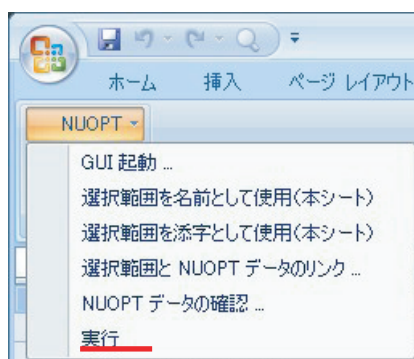 ホーム 挿入 ページ レイアウト
NUOPT
GUI 起動 ...
選択範囲を名前として使用(本シート)
選択範囲を添字として使用(本シート)
選択範囲と NUOPT データのリンク ...
NUOPT データの確認 ...
実行